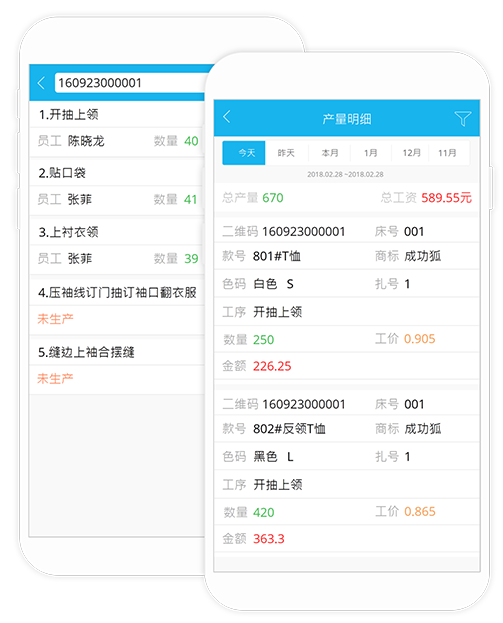 160923000001
1.开抽上领
员工 陈晓龙 数量 40
2.贴口袋
员工 张菲 数量 41
3.上衬衣领
员工 张菲 数量 39
4.压袖线订门抽订袖口翻衣服
未生产
5.缝边上袖合摆缝
未生产
产量明细
今天 昨天 本月 1月 12月 11月
2018.02.28 ~2018.02.28
总产量 670 总工资 589.55元
二维码 160923000001 床号 001
款号 801#T恤 商标 成功狐
色码 白色 S 扎号 1
工序 开抽上领
数量 250 工价 0.905
金额 226.25
二维码 160923000001 床号 001
款号 802#反领T恤 商标 成功狐
色码 黑色 L 扎号 1
工序 开抽上领
数量 420 工价 0.865
金额 363.3